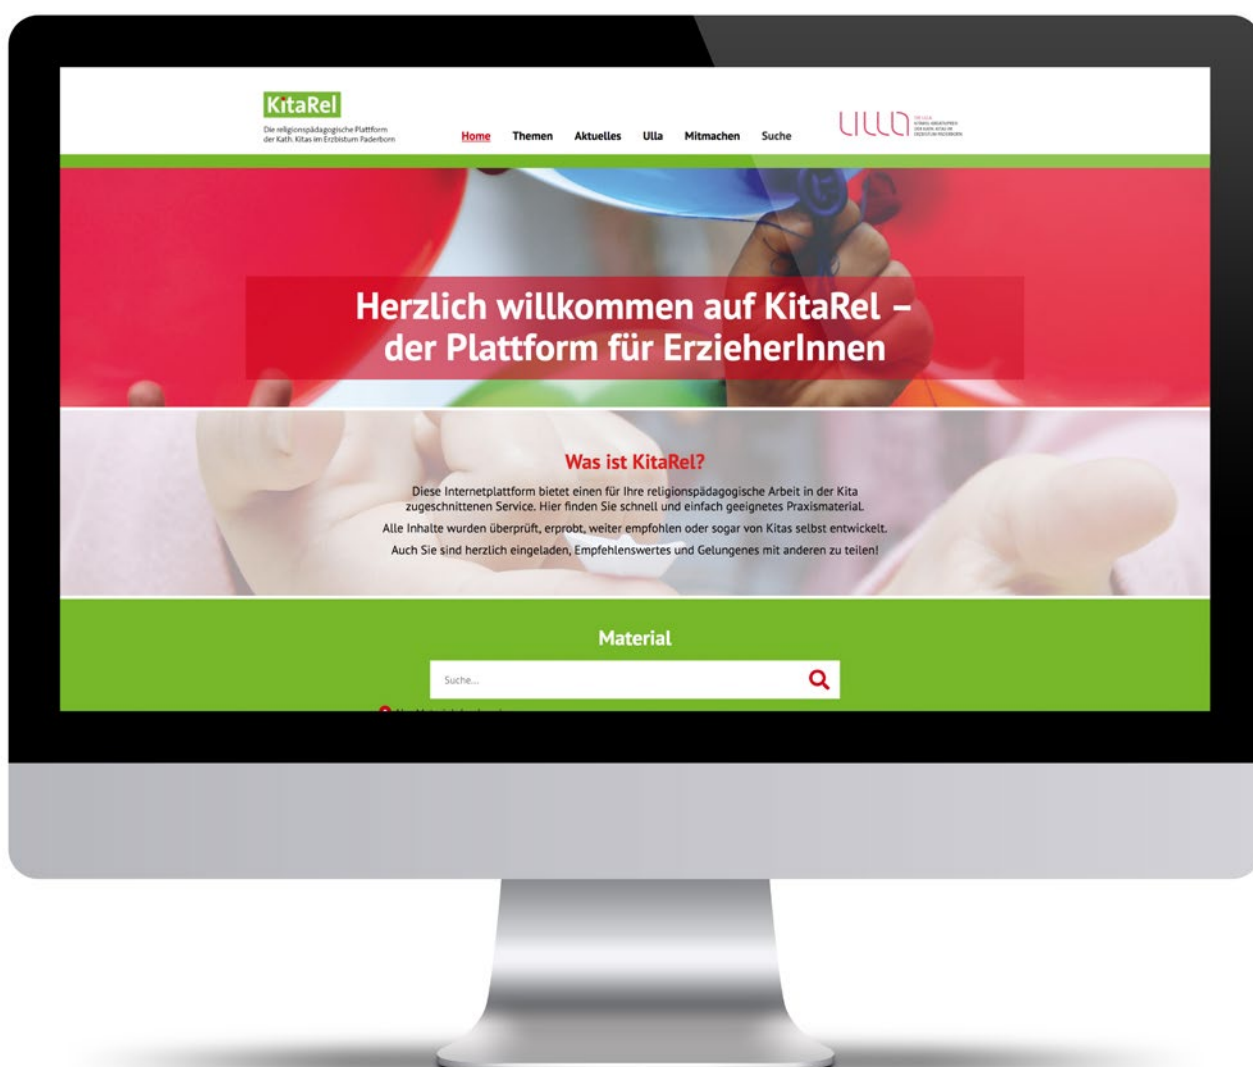 KitaRel
Die religionspädagogische Plattform
der Kath. Kitas im Erzbistum Paderborn
Home Themen Aktuelles Ulla Mitmachen Suche
ULLA
Herzlich willkommen auf KitaRel –
der Plattform für ErzieherInnen
Was ist KitaRel?
Diese Internetplattform bietet einen für Ihre religionspädagogische Arbeit in der Kita
zugeschnittenen Service. Hier finden Sie schnell und einfach geeignetes Praxismaterial.
Alle Inhalte wurden überprüft, erprobt, weiter empfohlen oder sogar von Kitas selbst entwickelt.
Auch Sie sind herzlich eingeladen, Empfehlenswertes und Gelungenes mit anderen zu teilen!
Material
Suche...